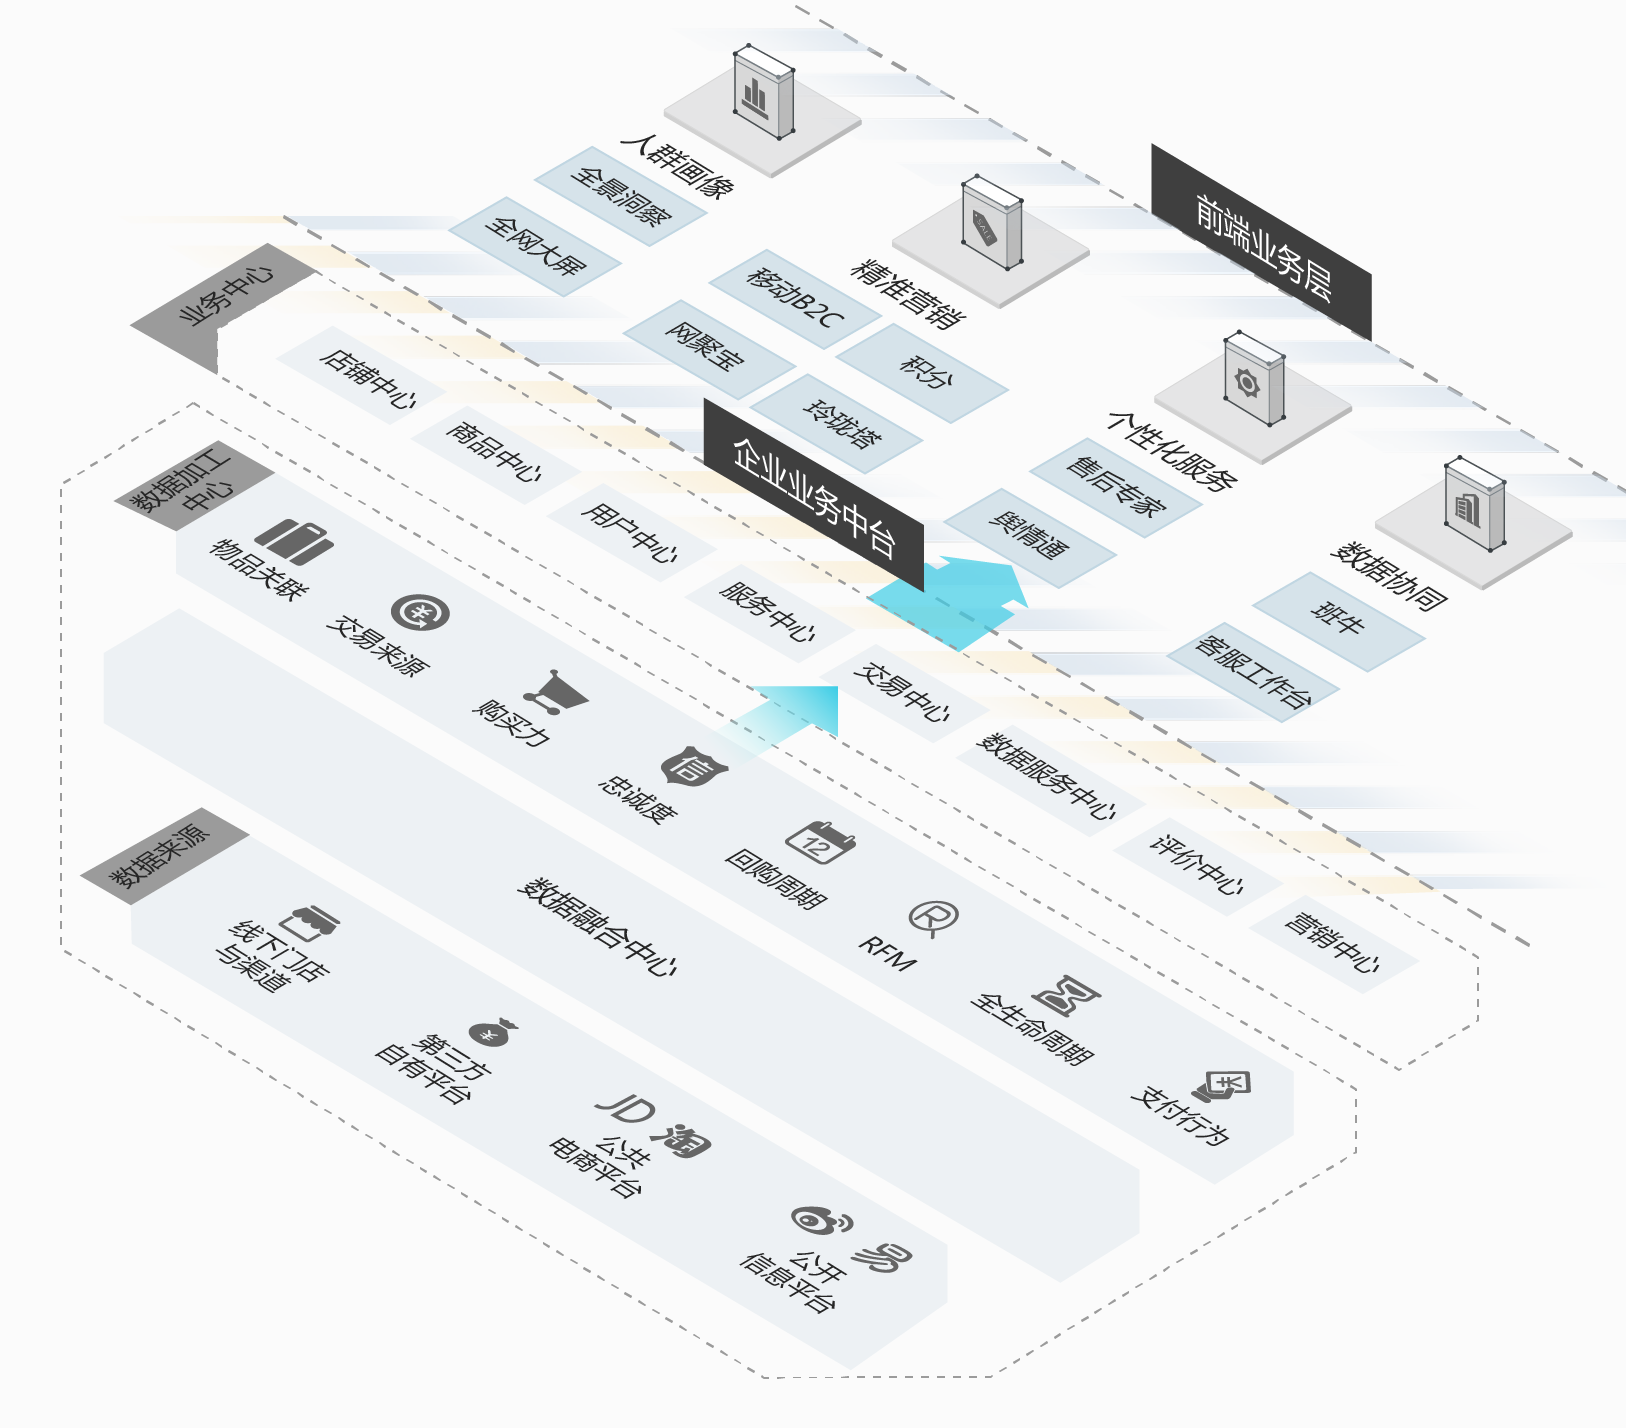 前端业务层
人群画像
全景洞察
全网大屏
精准营销
移动B2C
积分
网聚宝
玲珑塔
个性化服务
售后专家
舆情通
数据协同
班牛
客服工作台
企业业务中台
业务中心
店铺中心
商品中心
用户中心
服务中心
交易中心
数据服务中心
评价中心
营销中心
数据加工
中心
物品关联
交易来源
购买力
信
忠诚度
12
回购周期
R
RFM
全生命周期
支付行为
数据融合中心
数据来源
线下门店
与渠道
第三方
自有平台
JD 淘
公共
电商平台
易
公开
信息平台
SALE